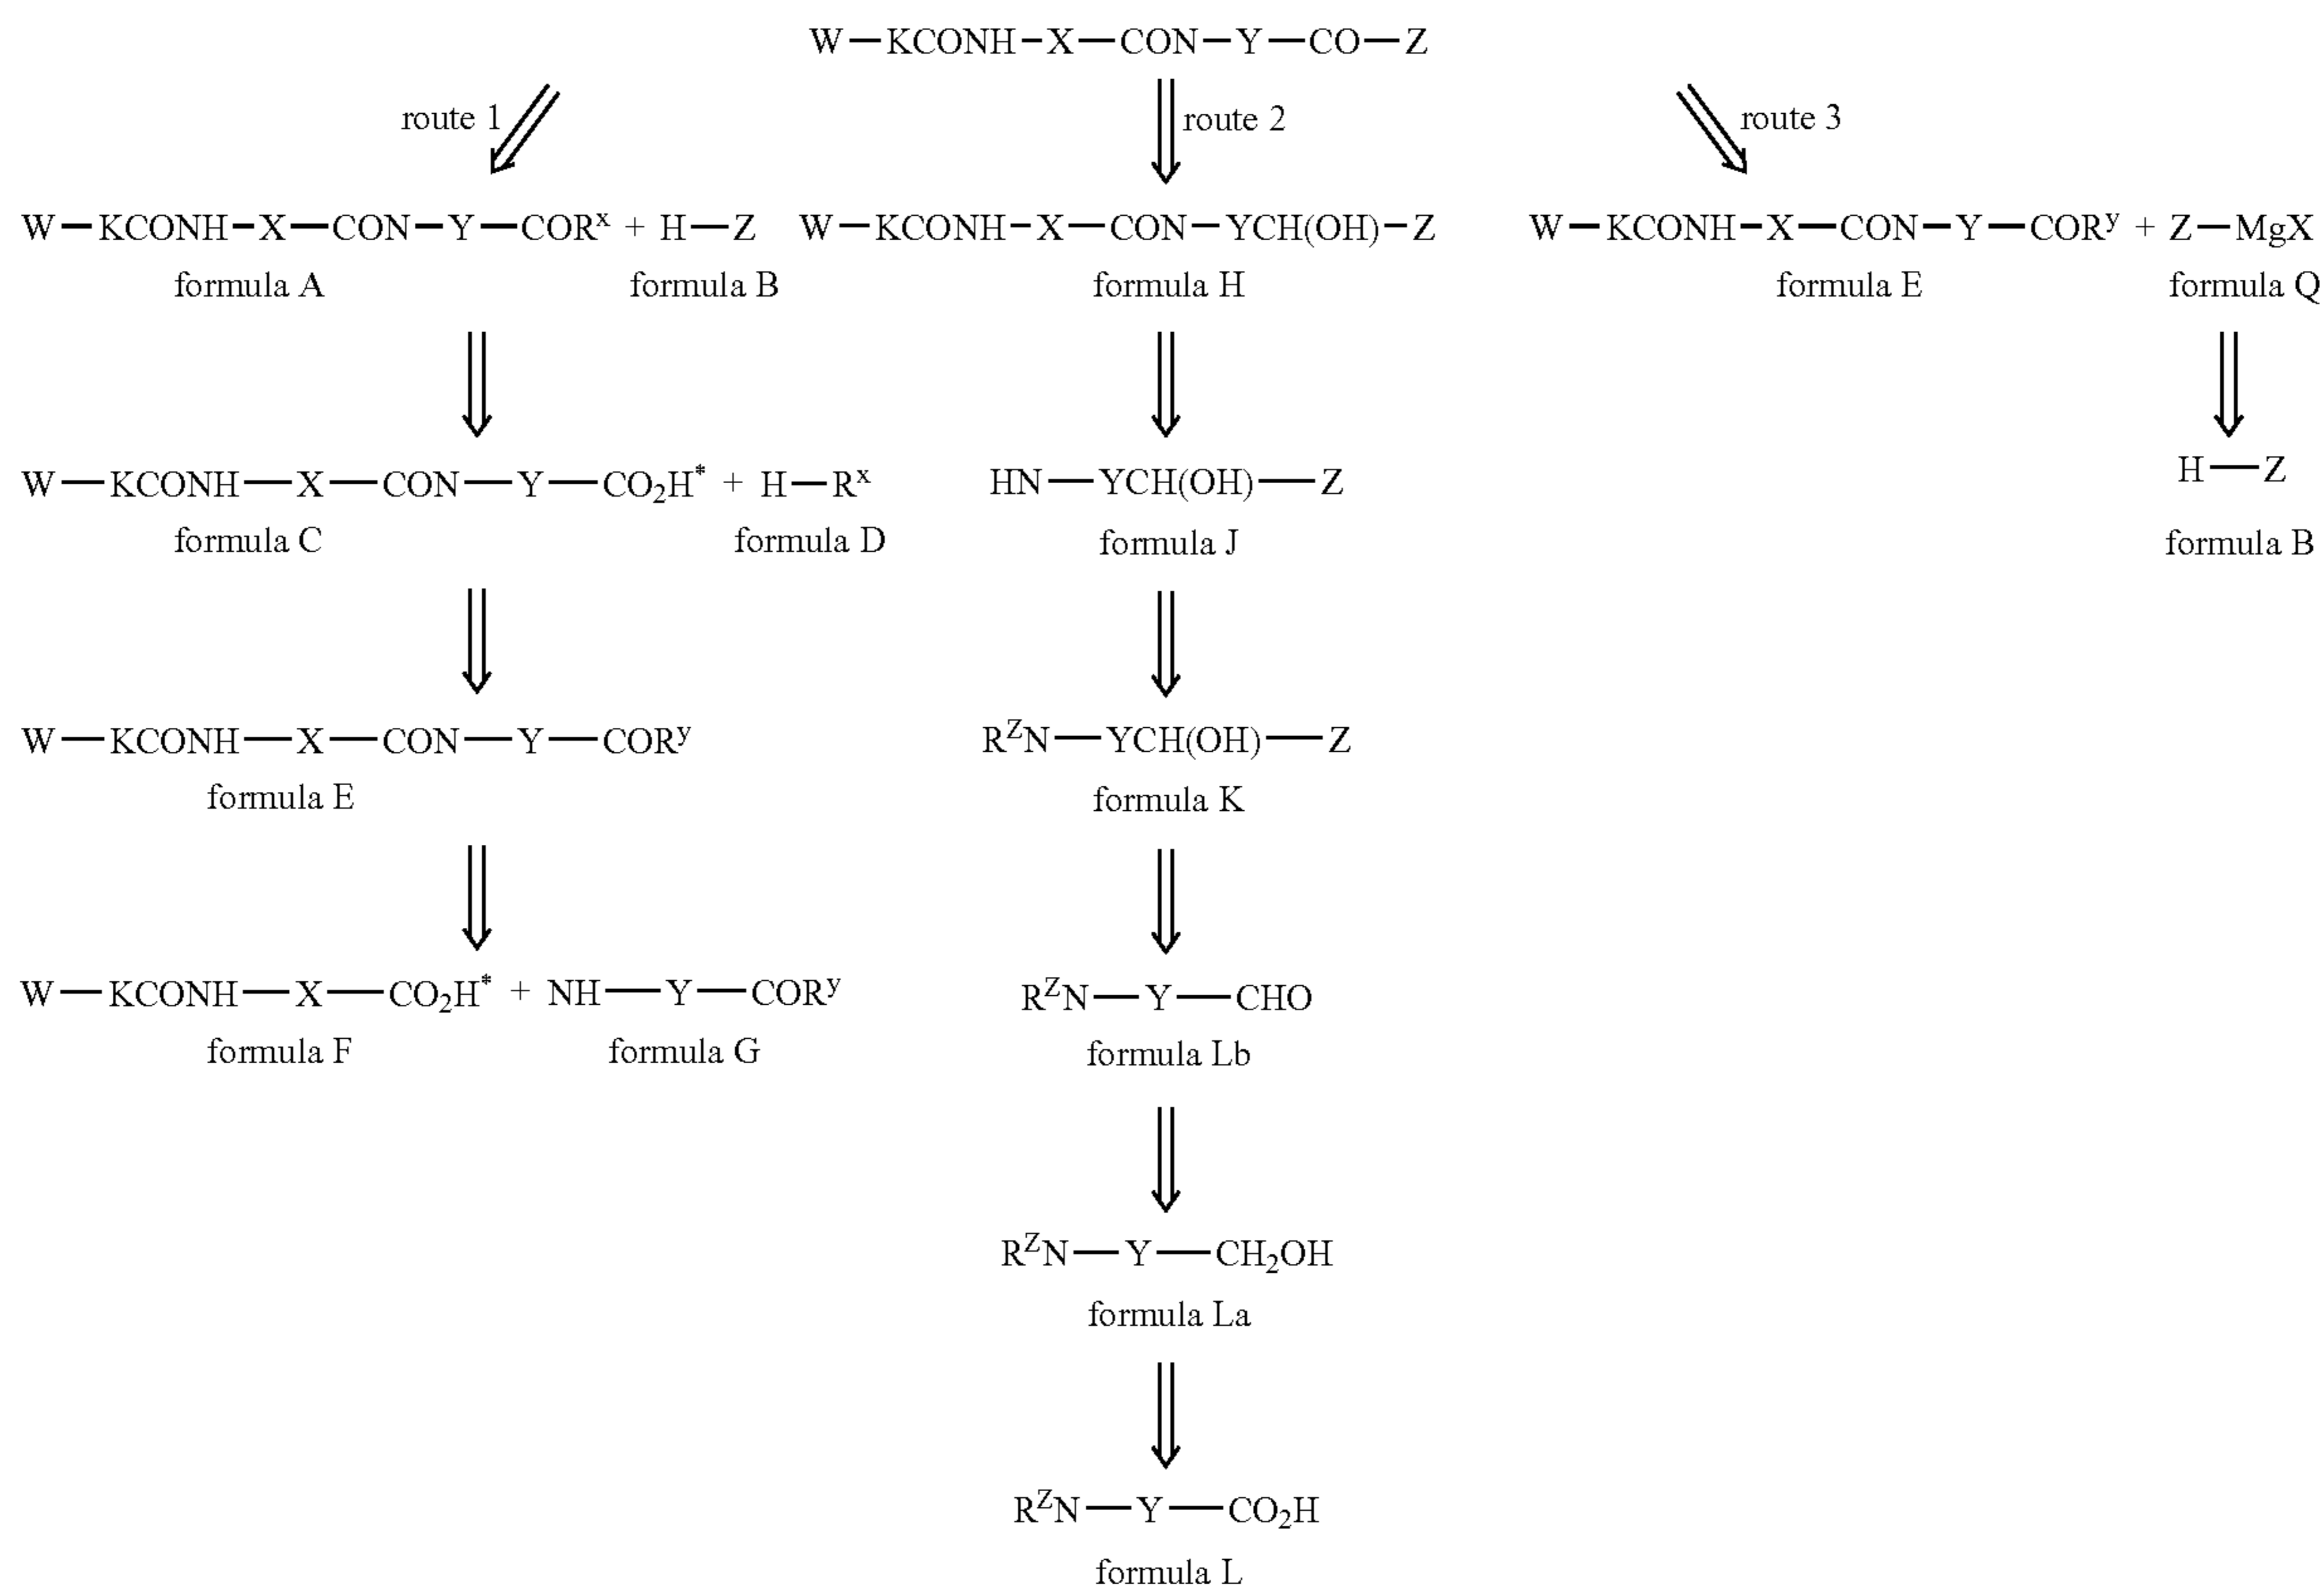 W—KCONH—X—CON—Y—CO—Z
route 1 route 2 route 3
W—KCONH—X—CON—Y—CORˣ + H—Z W—KCONH—X—CON—YCH(OH)—Z W—KCONH—X—CON—Y—CORʸ + Z—MgX
formula A formula B formula H formula E formula Q
W—KCONH—X—CON—Y—CO₂H* + H—Rˣ HN—YCH(OH)—Z H—Z
formula C formula D formula J formula B
W—KCONH—X—CON—Y—CORʸ RᶻN—YCH(OH)—Z
formula E formula K
W—KCONH—X—CO₂H* + NH—Y—CORʸ RᶻN—Y—CHO
formula F formula G formula Lb
RᶻN—Y—CH₂OH
formula La
RᶻN—Y—CO₂H
formula L